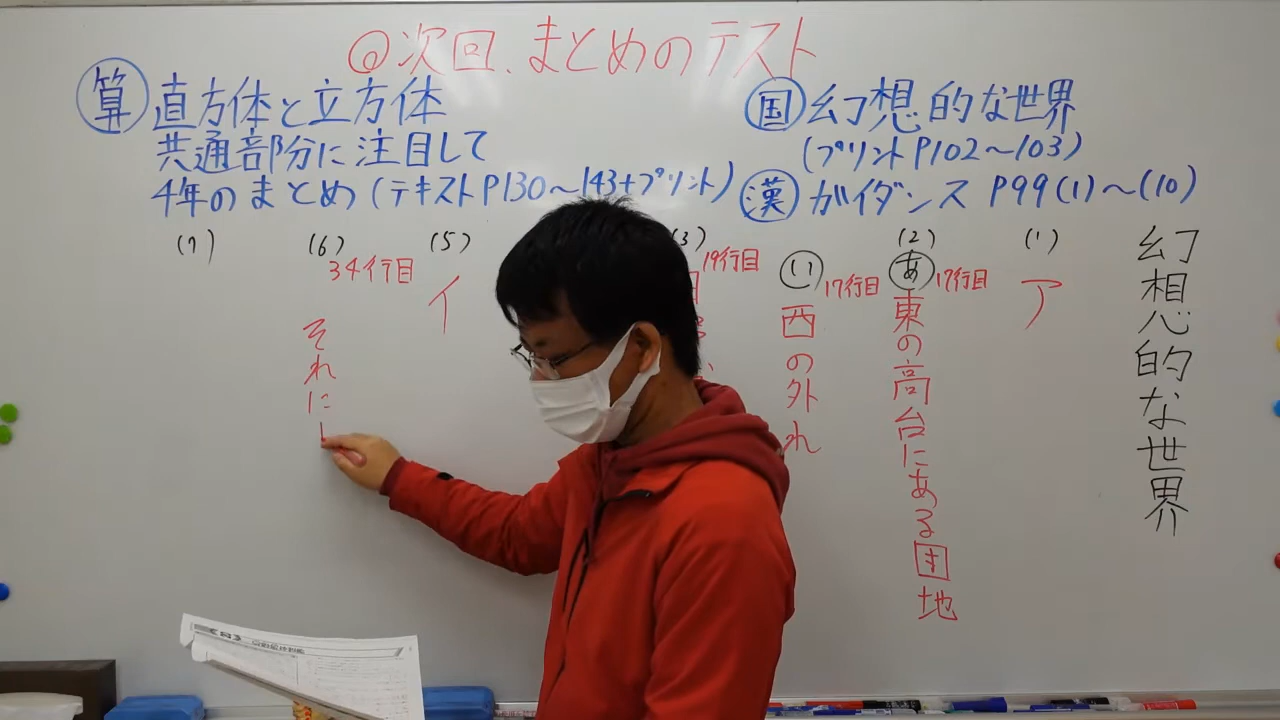 ◎次回、まとめのテスト
算 直方体と立方体
共通部分に注目して
4年のまとめ(テキストP130〜143+プリント)
国 幻想的な世界
(プリントP102〜103)
漢 ガイダンス P99(1)〜(10)
幻想的な世界
(1)
ア
(2)
あ 17行目
東の高台にある団地
い 17行目
西の外れ
(3)
19行目
(5)
イ
(6)
34行目
それに
(7)